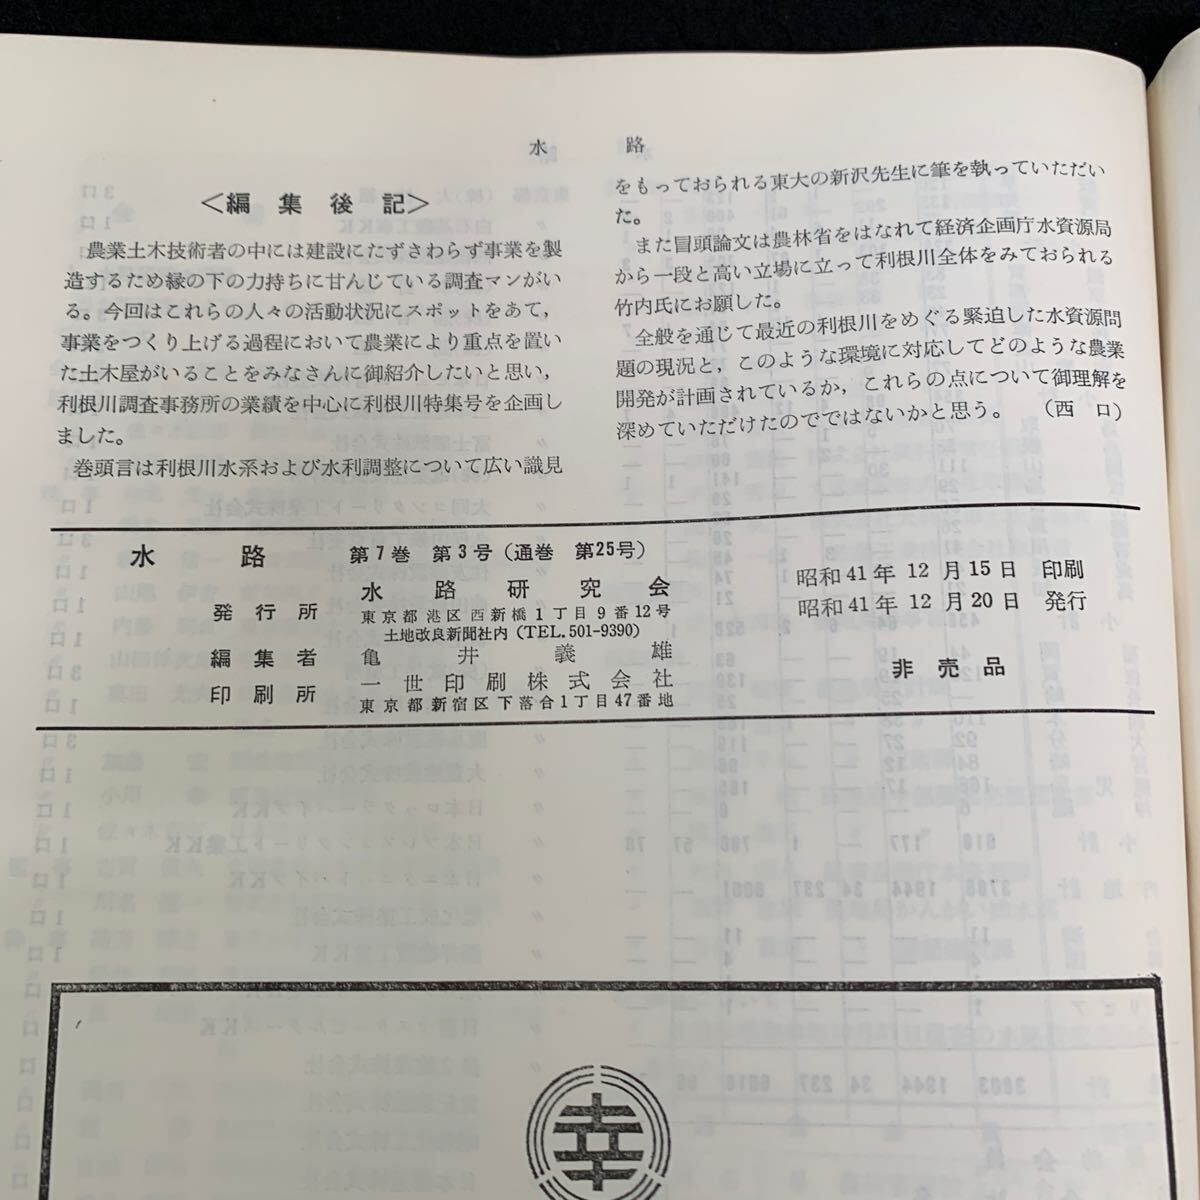 水路
＜編集後記＞
農業土木技術者の中には建設にたずさわらず事業を製
造するため縁の下の力持ちに甘んじている調査マンがい
る。今回はこれらの人々の活動状況にスポットをあて，
事業をつくり上げる過程において農業により重点を置い
た土木屋がいることをみなさんに御紹介したいと思い，
利根川調査事務所の業績を中心に利根川特集号を企画し
ました。
巻頭言は利根川水系および水利調整について広い識見
をもっておられる東大の新沢先生に筆を執っていただい
た。
また冒頭論文は農林省をはなれて経済企画庁水資源局
から一段と高い立場に立って利根川全体をみておられる
竹内氏にお願した。
全般を通じて最近の利根川をめぐる緊迫した水資源問
題の現況と，このような環境に対応してどのような農業
開発が計画されているか，これらの点について御理解を
深めていただけたのでではないかと思う。　（西　口）
水路　第7巻　第3号（通巻　第25号）
発行所　水路研究会
東京都港区西新橋1丁目9番12号
土地改良新聞社内（TEL.501-9390）
編集者　亀井義雄
印刷所　一世印刷株式会社
東京都新宿区下落合1丁目47番地
昭和41年12月15日　印刷
昭和41年12月20日　発行
非売品
幸